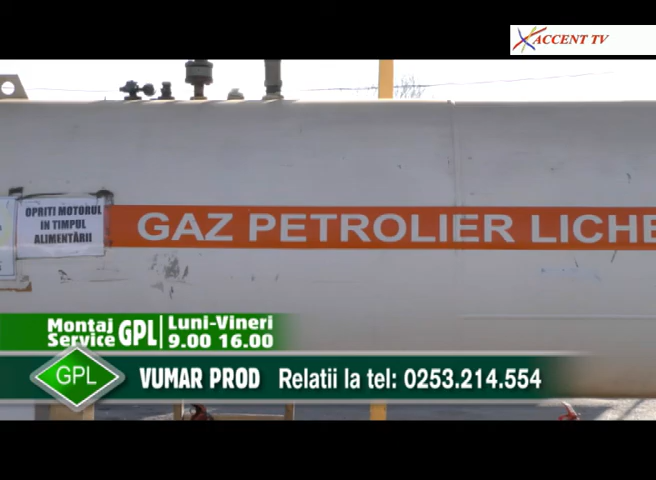 ACCENT TV
OPRITI MOTORUL
IN TIMPUL
ALIMENTĂRII
GAZ PETROLIER LICHE
Montaj
Service
GPL
Luni-Vineri
9.00 16.00
GPL
VUMAR PROD Relatii la tel: 0253.214.554